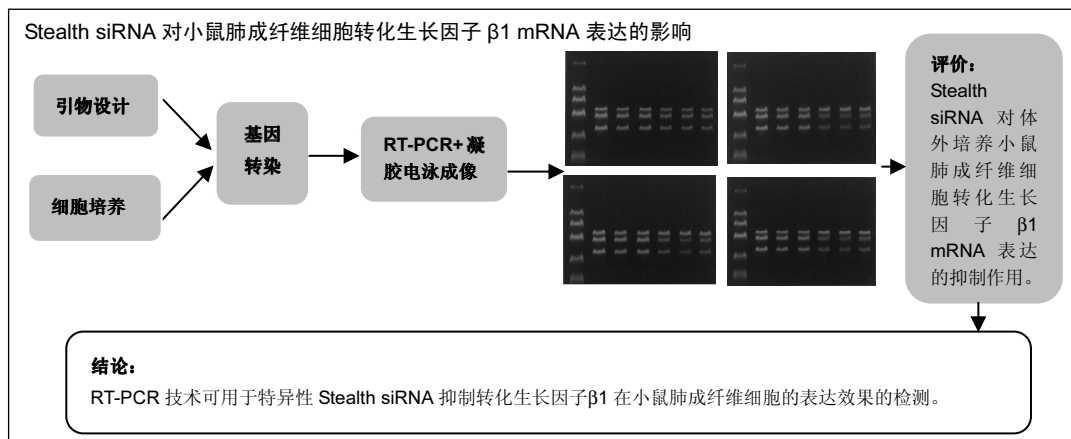 Stealth siRNA 对小鼠肺成纤维细胞转化生长因子 β1 mRNA 表达的影响
引物设计
细胞培养
基因
转染
RT-PCR+凝
胶电泳成像
评价：
Stealth
siRNA 对体
外培养小鼠
肺成纤维细
胞转化生长
因子 β1
mRNA 表达
的抑制作用。
结论：
RT-PCR 技术可用于特异性 Stealth siRNA 抑制转化生长因子β1 在小鼠肺成纤维细胞的表达效果的检测。